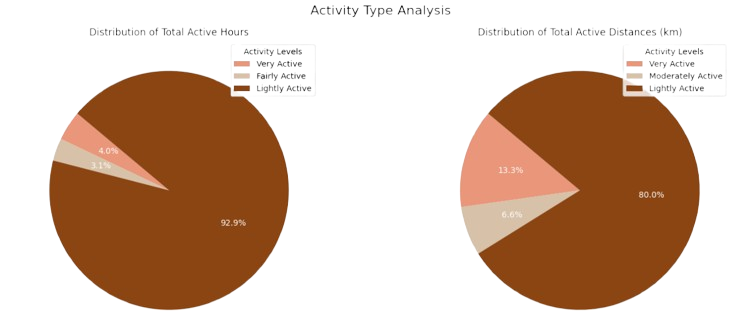 Activity Type Analysis
Distribution of Total Active Hours
Activity Levels
Very Active
Fairly Active
Lightly Active
4.0%
3.1%
92.9%
Distribution of Total Active Distances (km)
Activity Levels
Very Active
Moderately Active
Lightly Active
13.3%
6.6%
80.0%